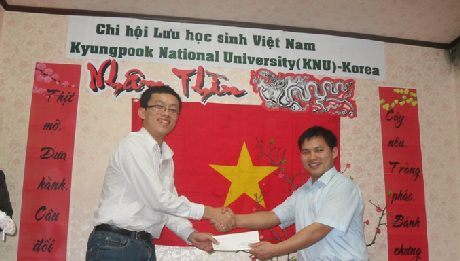 Chi hội Lưu học sinh Việt Nam
Kyungpook National University(KNU)-Korea
Nhâm Thìn
Thịt
mỡ,
Dưa
hành,
Câu
đối
Cây
nêu,
Tràng
pháo,
Bánh
chưng